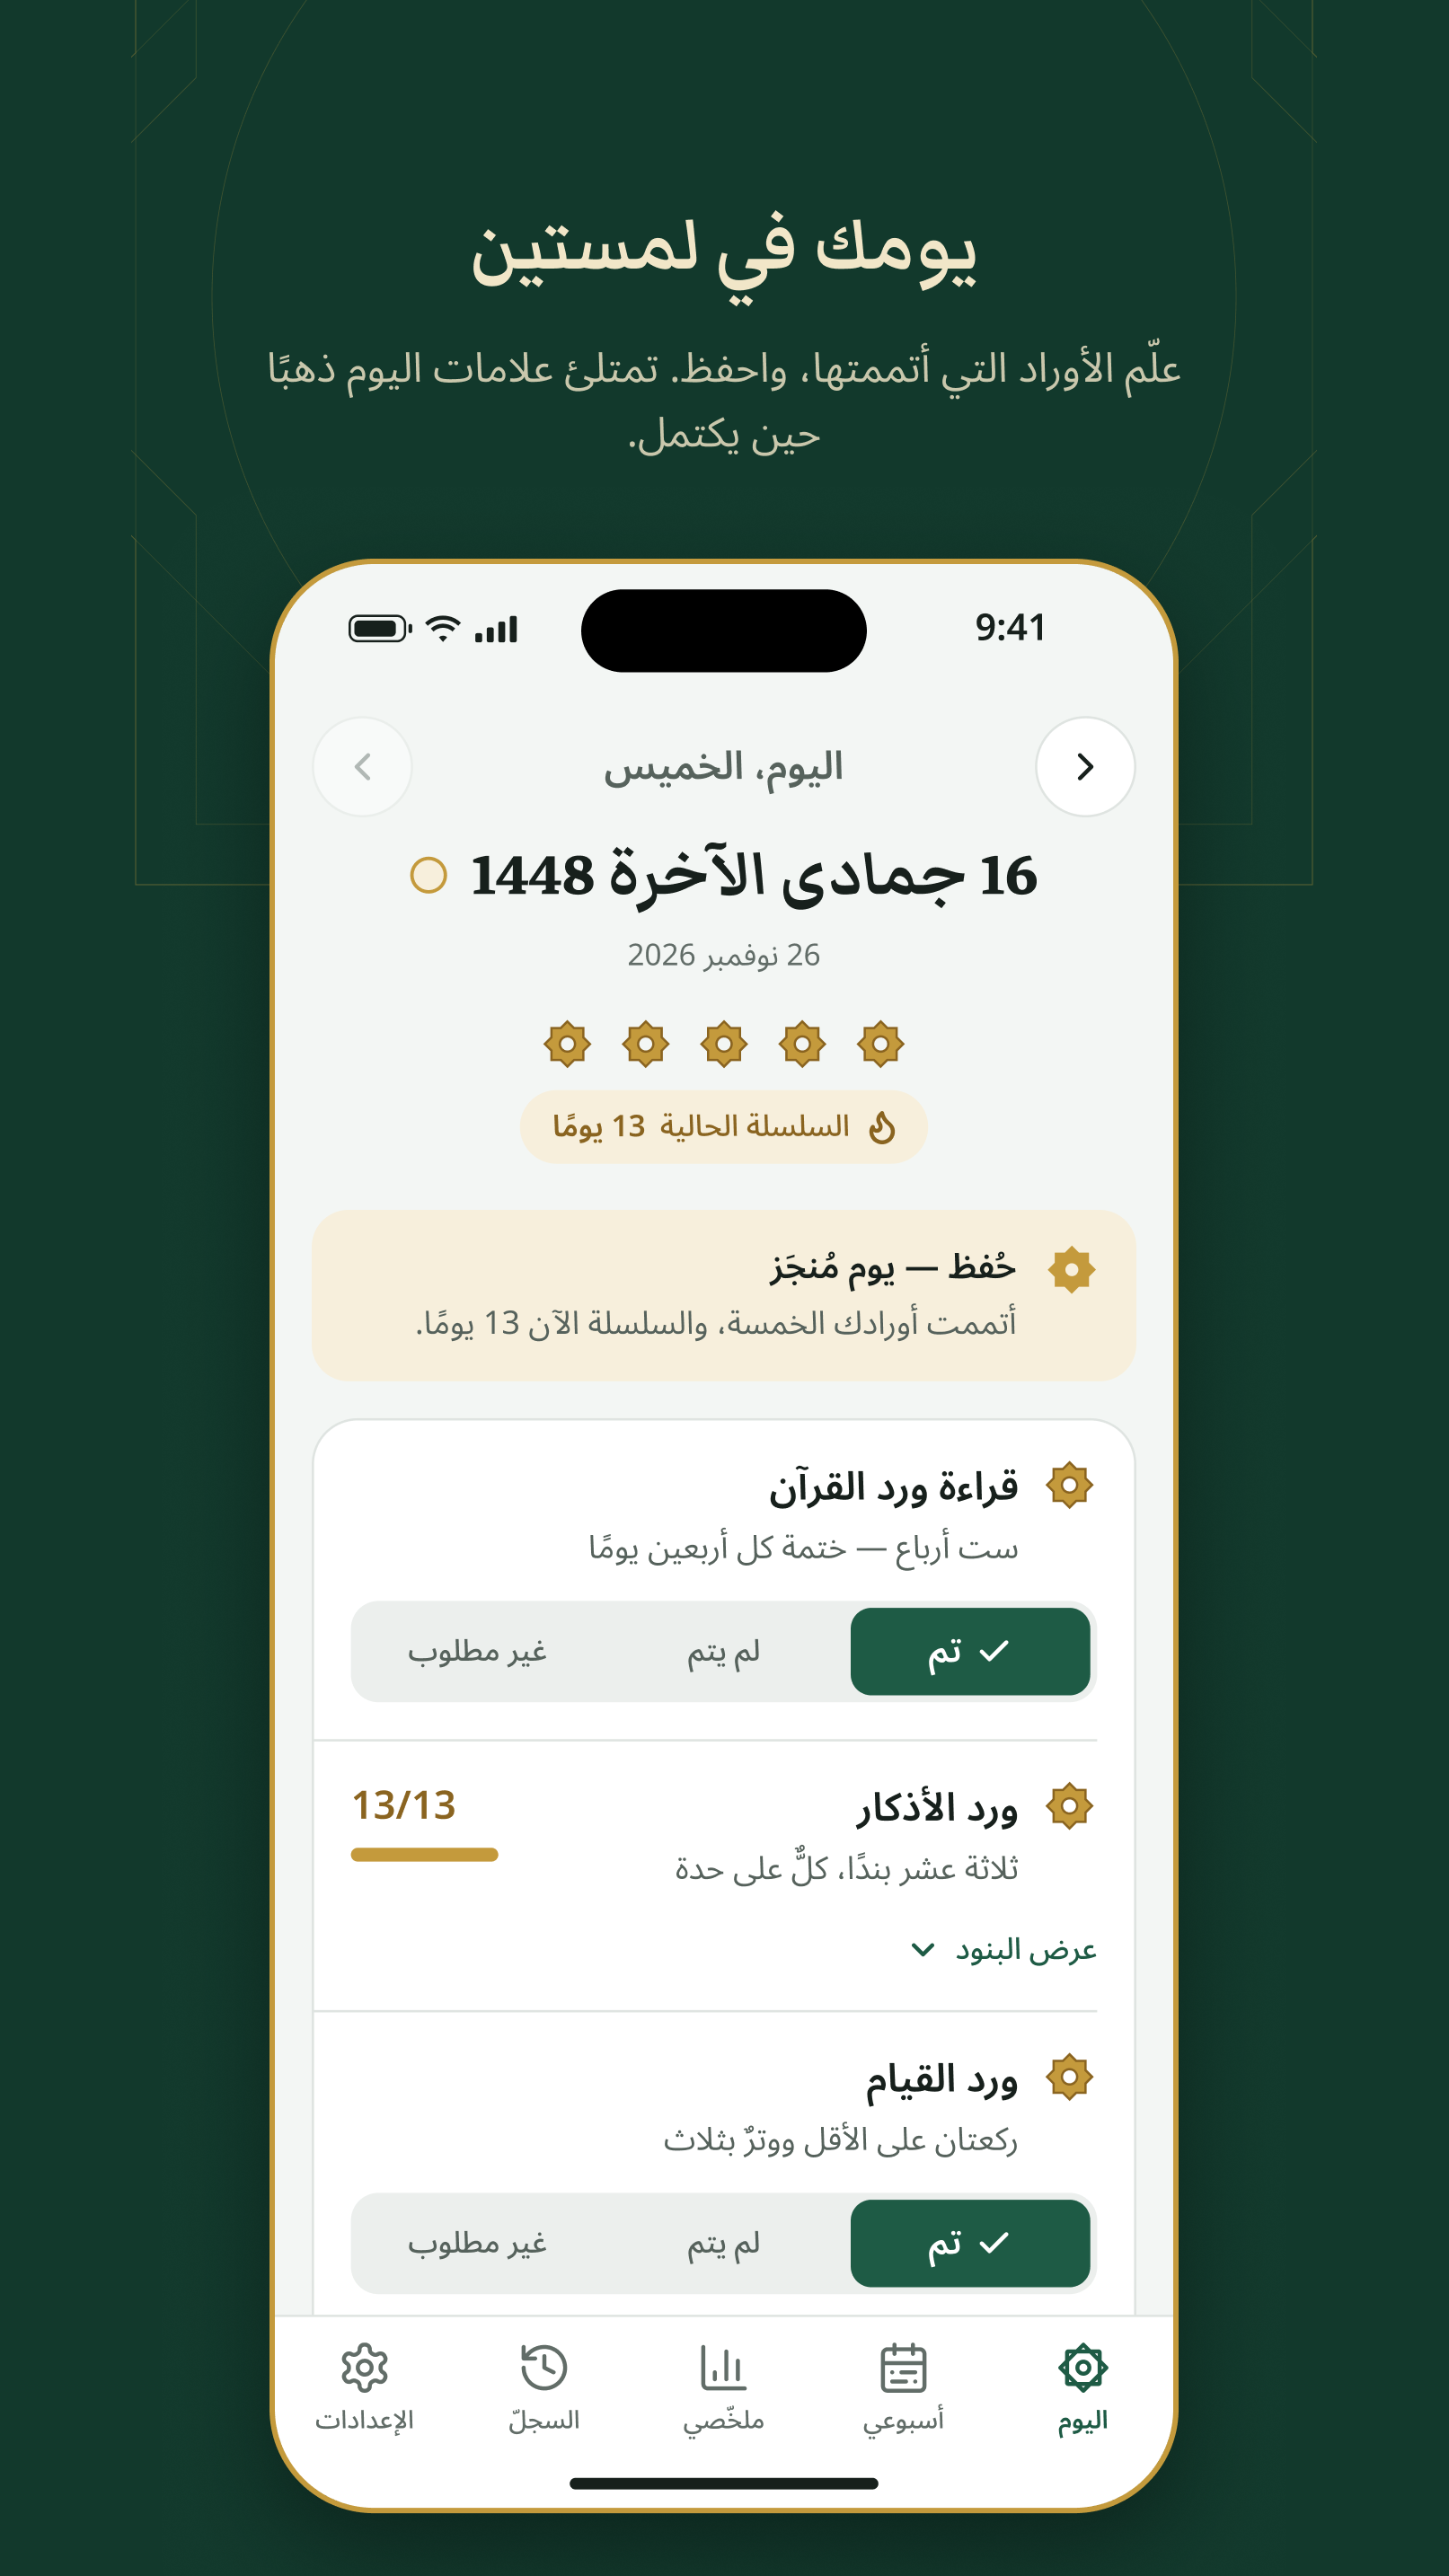 يومك في لمستين
علّم الأوراد التي أتممتها، واحفظ. تمتلئ علامات اليوم ذهبًا
حين يكتمل.
9:41
اليوم، الخميس
16 جمادى الآخرة 1448
26 نوفمبر 2026
السلسلة الحالية 13 يومًا
حُفظ — يوم مُنجَز
أتممت أورادك الخمسة، والسلسلة الآن 13 يومًا.
قراءة ورد القرآن
ست أرباع — ختمة كل أربعين يومًا
تم
لم يتم
غير مطلوب
ورد الأذكار
13/13
ثلاثة عشر بندًا، كلٌّ على حدة
عرض البنود
ورد القيام
ركعتان على الأقل ووترٌ بثلاث
تم
لم يتم
غير مطلوب
اليوم
أسبوعي
ملخّصي
السجلّ
الإعدادات